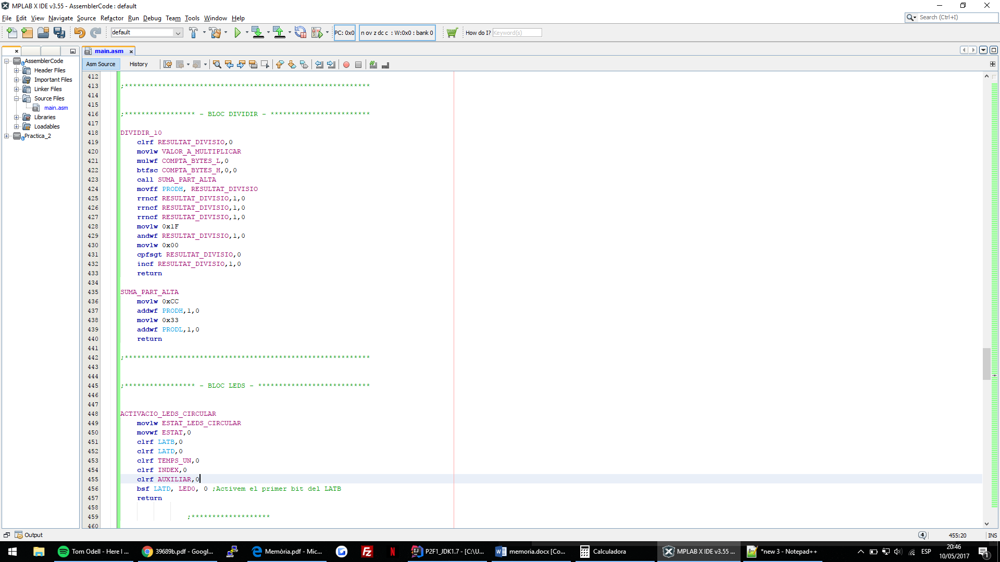 MPLAB X IDE v3.55 - AssemblerCode : default
File Edit View Navigate Source Refactor Run Debug Team Tools Window Help
Search (Ctrl+I)
default
PC: 0x0
n ov z dc c : W:0x0 : bank 0
How do I? Keyword(s)
main.asm
Asm Source History
AssemblerCode
Header Files
Important Files
Linker Files
Source Files
main.asm
Libraries
Loadables
Practica_2
412
413 ;***********************************************************
414
415
416 ;***************** - BLOC DIVIDIR - ************************
417
418 DIVIDIR_10
419 clrf RESULTAT_DIVISIO,0
420 movlw VALOR_A_MULTIPLICAR
421 mulwf COMPTA_BYTES_L,0
422 btfsc COMPTA_BYTES_H,0,0
423 call SUMA_PART_ALTA
424 movff PRODH, RESULTAT_DIVISIO
425 rrncf RESULTAT_DIVISIO,1,0
426 rrncf RESULTAT_DIVISIO,1,0
427 rrncf RESULTAT_DIVISIO,1,0
428 movlw 0x1F
429 andwf RESULTAT_DIVISIO,1,0
430 movlw 0x00
431 cpfsgt RESULTAT_DIVISIO,0
432 incf RESULTAT_DIVISIO,1,0
433 return
434
435 SUMA_PART_ALTA
436 movlw 0xCC
437 addwf PRODH,1,0
438 movlw 0x33
439 addwf PRODL,1,0
440 return
441
442 ;***********************************************************
443
444
445 ;***************** - BLOC LEDS - ***************************
446
447
448 ACTIVACIO_LEDS_CIRCULAR
449 movlw ESTAT_LEDS_CIRCULAR
450 movwf ESTAT,0
451 clrf LATB,0
452 clrf LATD,0
453 clrf TEMPS_UN,0
454 clrf INDEX,0
455 clrf AUXILIAR,0
456 bsf LATD, LED0, 0 ;Activem el primer bit del LATB
457 return
458
459 ;*******************
460
Output
4
455:20
INS
Tom Odell - Here I ...
39689b.pdf - Googl...
Memòria.pdf - Mic...
P2F1_JDK1.7 - [C:\U...
memoria.docx [Co...
Calculadora
MPLAB X IDE v3.55 ...
*new 3 - Notepad++
ESP
20:46
10/05/2017
1